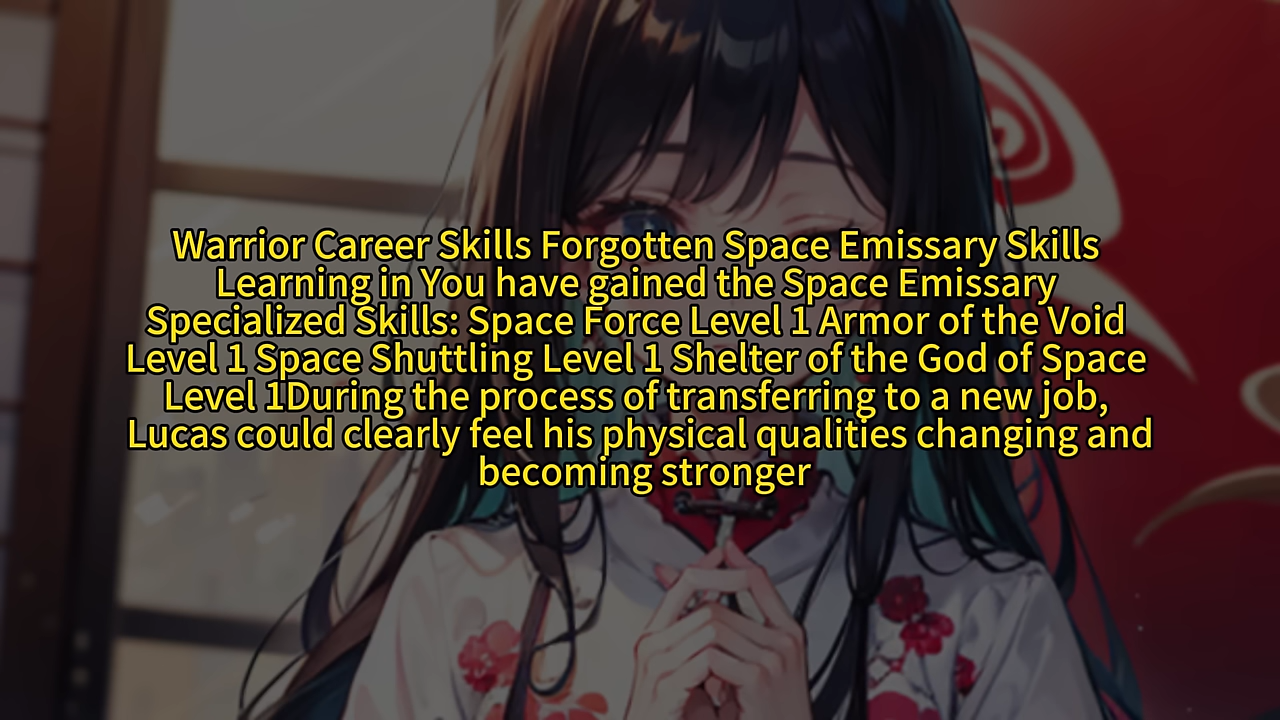 Warrior Career Skills Forgotten Space Emissary Skills
Learning in You have gained the Space Emissary
Specialized Skills: Space Force Level 1 Armor of the Void
Level 1 Space Shuttling Level 1 Shelter of the God of Space
Level 1During the process of transferring to a new job,
Lucas could clearly feel his physical qualities changing and
becoming stronger